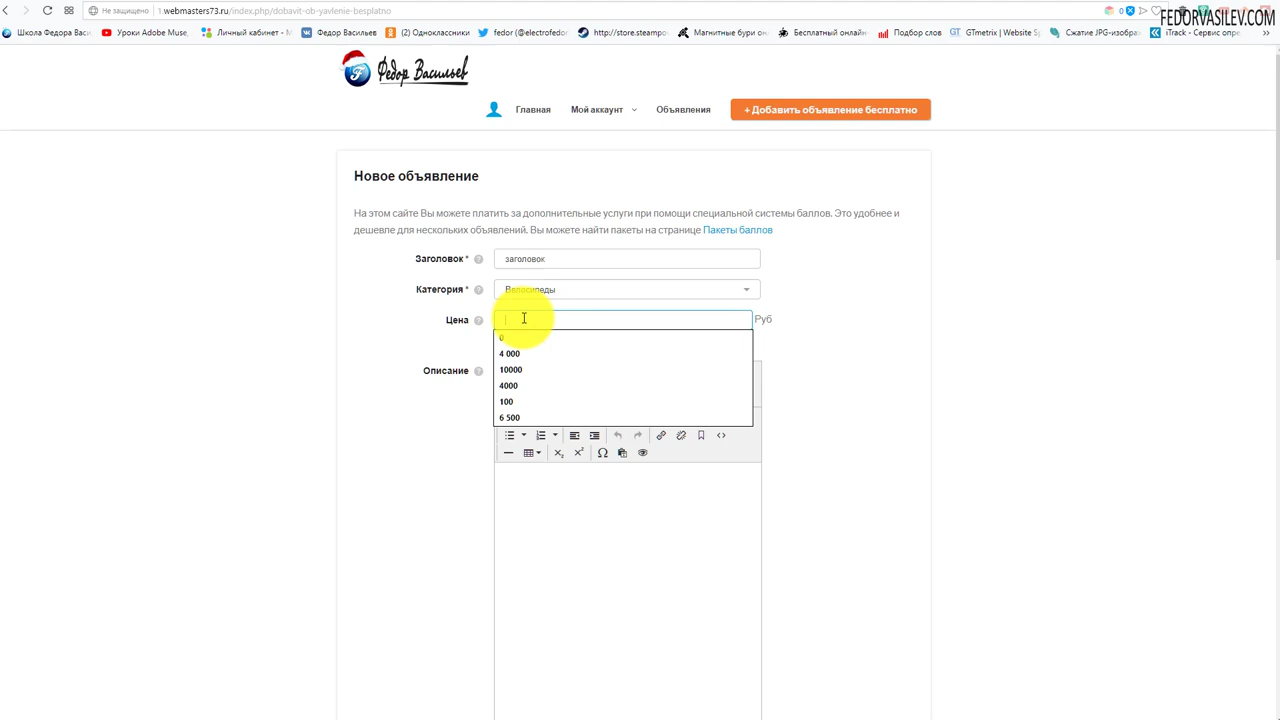 Не защищено 1.webmasters73.ru/index.php/dobavit-ob-yavlenie-besplatno
0
FEDORVASILEV.COM
Школа Федора Васи
Уроки Adobe Muse,
Личный кабинет -
Федор Васильев
(2) Одноклассники
fedor (@electrofedor
http://store.steampo
Магнитные бури он
Бесплатный онлайн
Подбор слов
GTmetrix | Website S
Сжатие JPG-изобра
iTrack - Сервис опре
Федор Васильев
Главная
Мой аккаунт
Объявления
+ Добавить объявление бесплатно
Новое объявление
На этом сайте Вы можете платить за дополнительные услуги при помощи специальной системы баллов. Это удобнее и
дешевле для нескольких объявлений. Вы можете найти пакеты на странице Пакеты баллов
Заголовок * заголовок
Категория * Велосипеды
Цена Руб
0
4 000
10000
4000
100
6 500
Описание